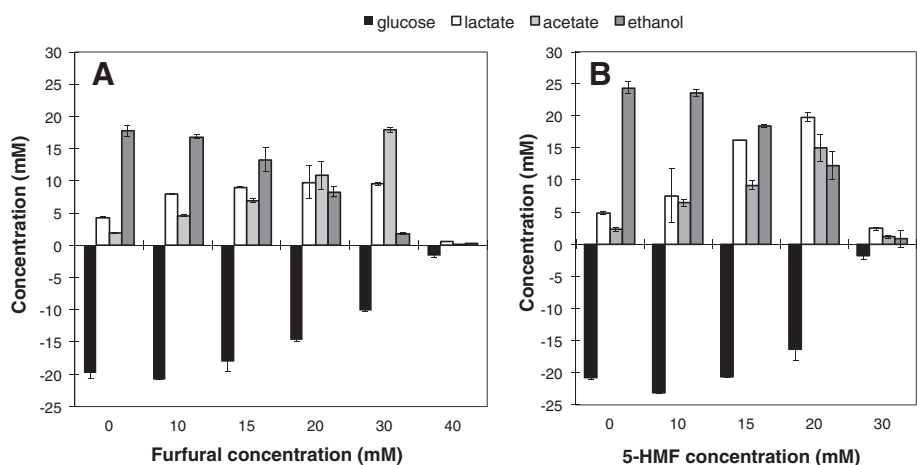 glucose lactate acetate ethanol
A
Concentration (mM)
30
25
20
15
10
5
0
-5
-10
-15
-20
-25
0 10 15 20 30 40
Furfural concentration (mM)
B
Concentration (mM)
30
25
20
15
10
5
0
-5
-10
-15
-20
-25
0 10 15 20 30
5-HMF concentration (mM)